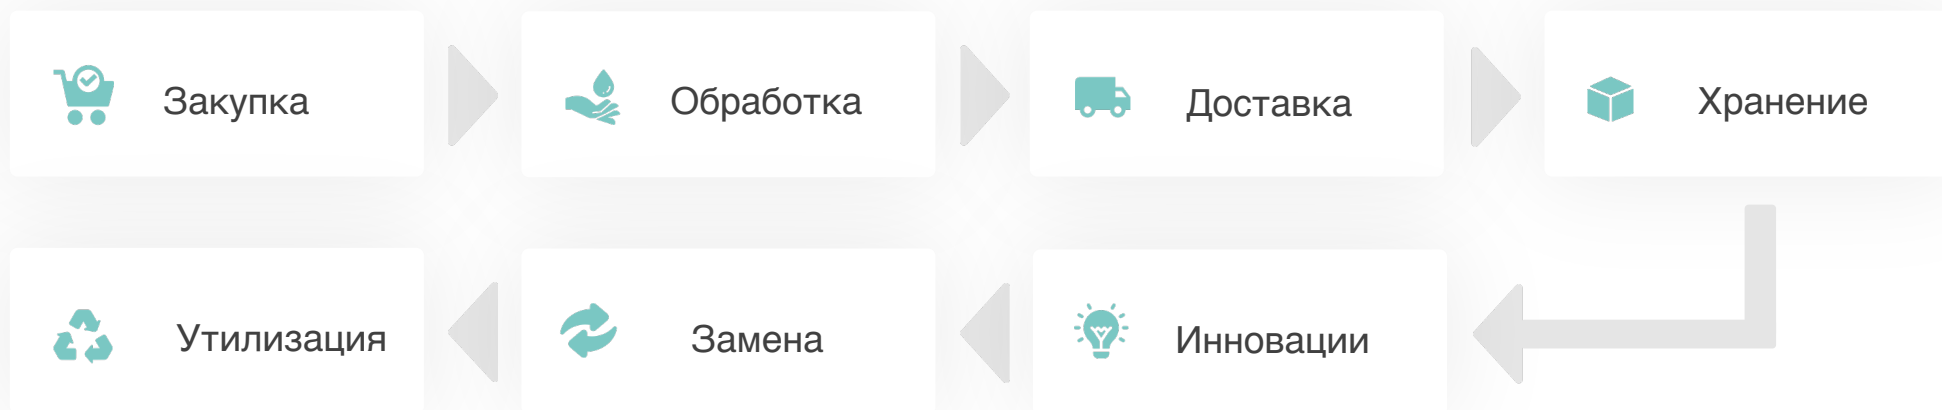 Закупка
Обработка
Доставка
Хранение
Инновации
Замена
Утилизация